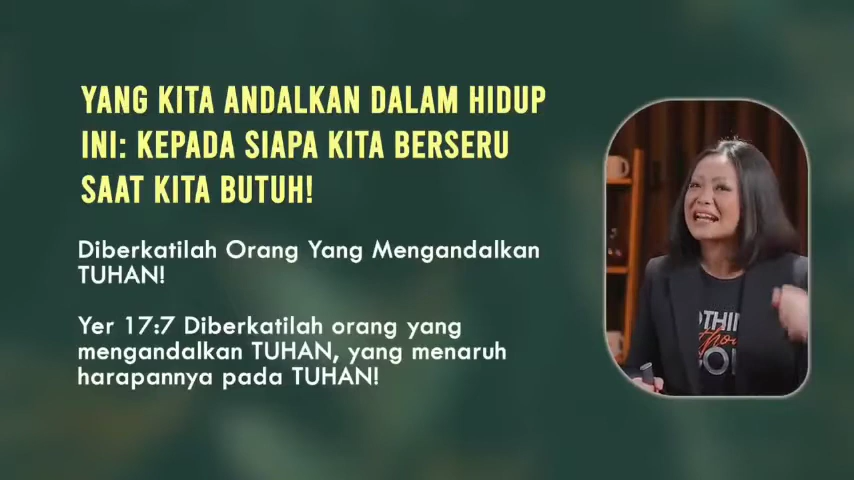 YANG KITA ANDALKAN DALAM HIDUP
INI: KEPADA SIAPA KITA BERSERU
SAAT KITA BUTUH!
Diberkatilah Orang Yang Mengandalkan
TUHAN!
Yer 17:7 Diberkatilah orang yang
mengandalkan TUHAN, yang menaruh
harapannya pada TUHAN!